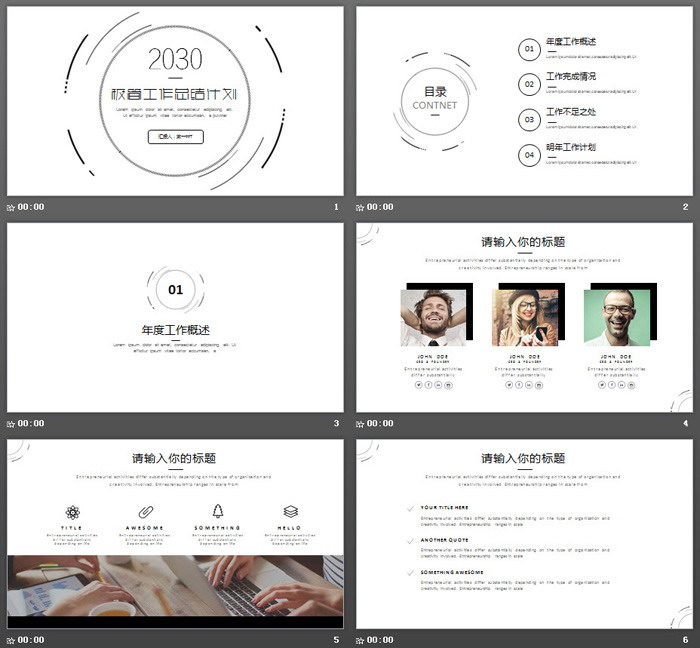 2030
极着工作总结计划
Lorem ipsum dolor sit amet, consectetur adipiscing elit.
Ut efficitur ipsum vitae tortor accumsan, a pulvinar
汇报人：第一PPT
00:00
1
目录
CONTNET
01
年度工作概述
Lorem ipsum dolor sit amet, consectetur adipiscing elit. Ut
02
工作完成情况
Lorem ipsum dolor sit amet, consectetur adipiscing elit. Ut
03
工作不足之处
Lorem ipsum dolor sit amet, consectetur adipiscing elit. Ut
04
明年工作计划
Lorem ipsum dolor sit amet, consectetur adipiscing elit. Ut
00:00
2
01
年度工作概述
Lorem ipsum dolor sit amet, consectetur adipiscing elit. Ut
efficitur ipsum vitae tortor accumsan, a
00:00
3
请输入你的标题
Entrepreneurial activities differ substantially depending on the type of organization and
creativity involved. Entrepreneurship ranges in scale from
JOHN DOE
CEO & FOUNDER
Entrepreneurial activities
differ substantially
JOHN DOE
CEO & FOUNDER
Entrepreneurial activities
differ substantially
JOHN DOE
CEO & FOUNDER
Entrepreneurial activities
differ substantially
00:00
4
请输入你的标题
Entrepreneurial activities differ substantially depending on the type of organization and
creativity involved. Entrepreneurship ranges in scale from
TITLE
Entrepreneurial activities
differ substantially
depending on the
AWESOME
Entrepreneurial activities
differ substantially
depending on the
SOMETHING
Entrepreneurial activities
differ substantially
depending on the
HELLO
Entrepreneurial activities
differ substantially
depending on the
00:00
5
请输入你的标题
Entrepreneurial activities differ substantially depending on the type of organization and
creativity involved. Entrepreneurship ranges in scale from
YOUR TITLE HERE
Entrepreneurial activities differ substantially depending on the type of organization and
creativity involved. Entrepreneurship ranges in scale
ANOTHER QUOTE
Entrepreneurial activities differ substantially depending on the type of organization and
creativity involved. Entrepreneurship ranges in scale
SOMETHING AWESOME
Entrepreneurial activities differ substantially depending on the type of organization and
creativity involved. Entrepreneurship ranges in scale
00:00
6